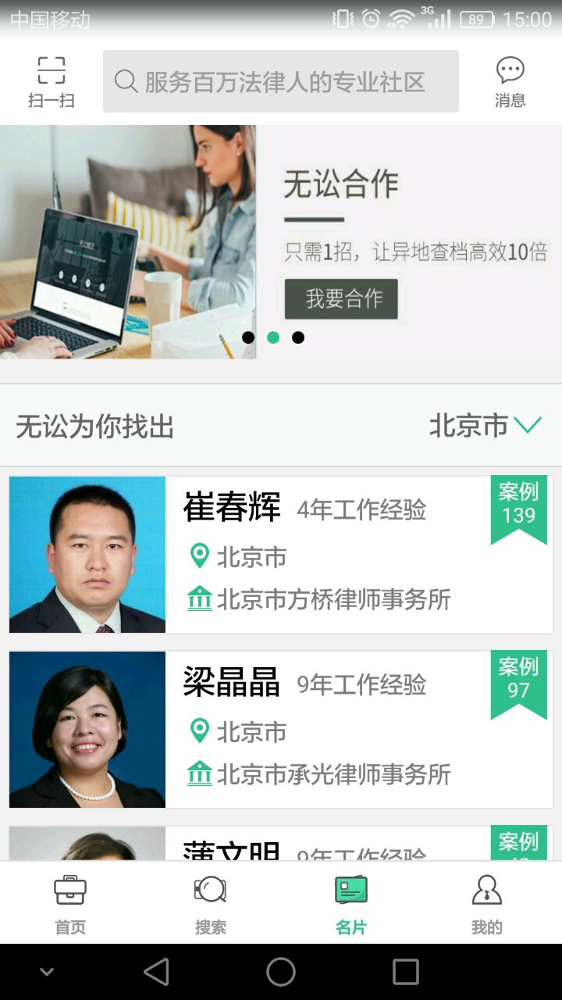 中国移动
3G
89
15:00
扫一扫
服务百万法律人的专业社区
消息
无讼合作
只需1招，让异地查档高效10倍
我要合作
无讼为你找出
北京市
崔春辉 4年工作经验
案例
139
北京市
北京市方桥律师事务所
梁晶晶 9年工作经验
案例
97
北京市
北京市承光律师事务所
薄文明 9年工作经验
案例
首页
搜索
名片
我的